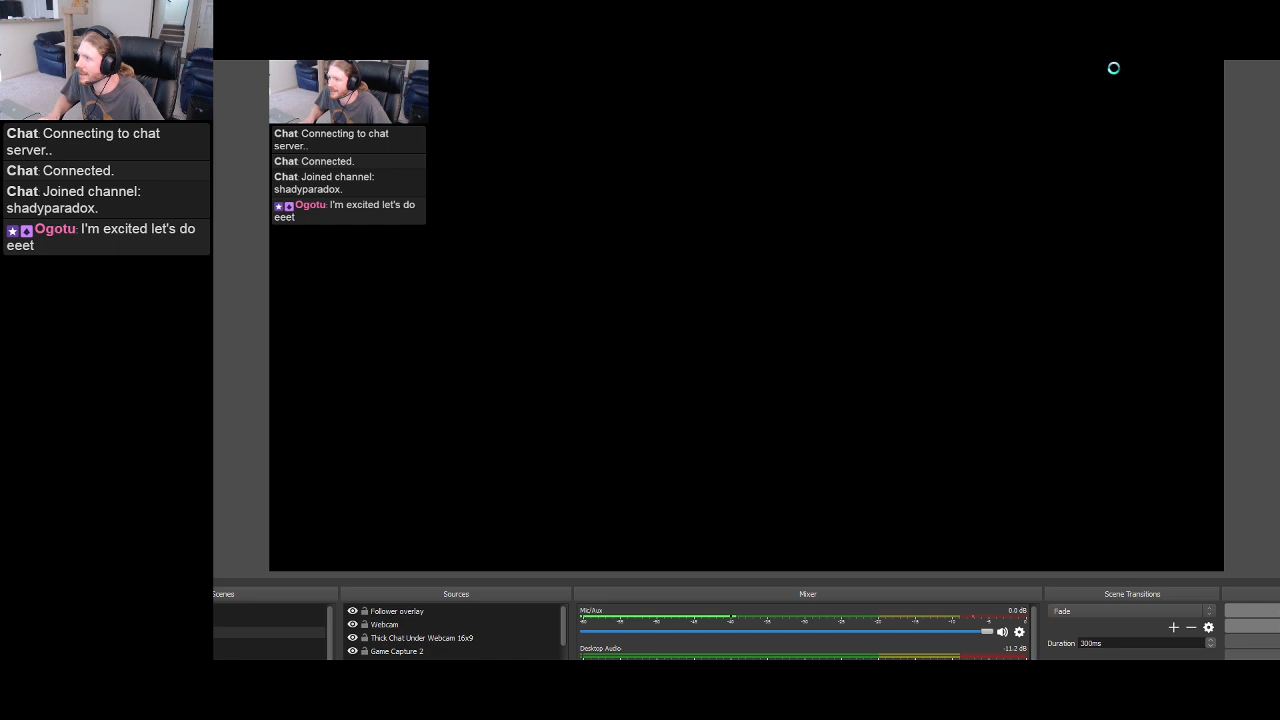 Chat: Connecting to chat
server..
Chat: Connected.
Chat: Joined channel:
shadyparadox.
Ogotu: I'm excited let's do
eeet
Chat: Connecting to chat
server..
Chat: Connected.
Chat: Joined channel:
shadyparadox.
Ogotu: I'm excited let's do
eeet
Scenes
Sources
Mixer
Scene Transitions
Follower overlay
Webcam
Thick Chat Under Webcam 16x9
Game Capture 2
Mic/Aux
0.0 dB
Desktop Audio
-11.2 dB
Fade
Duration 300ms